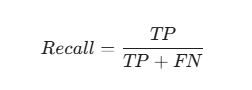 Recall = TP / (TP + FN)